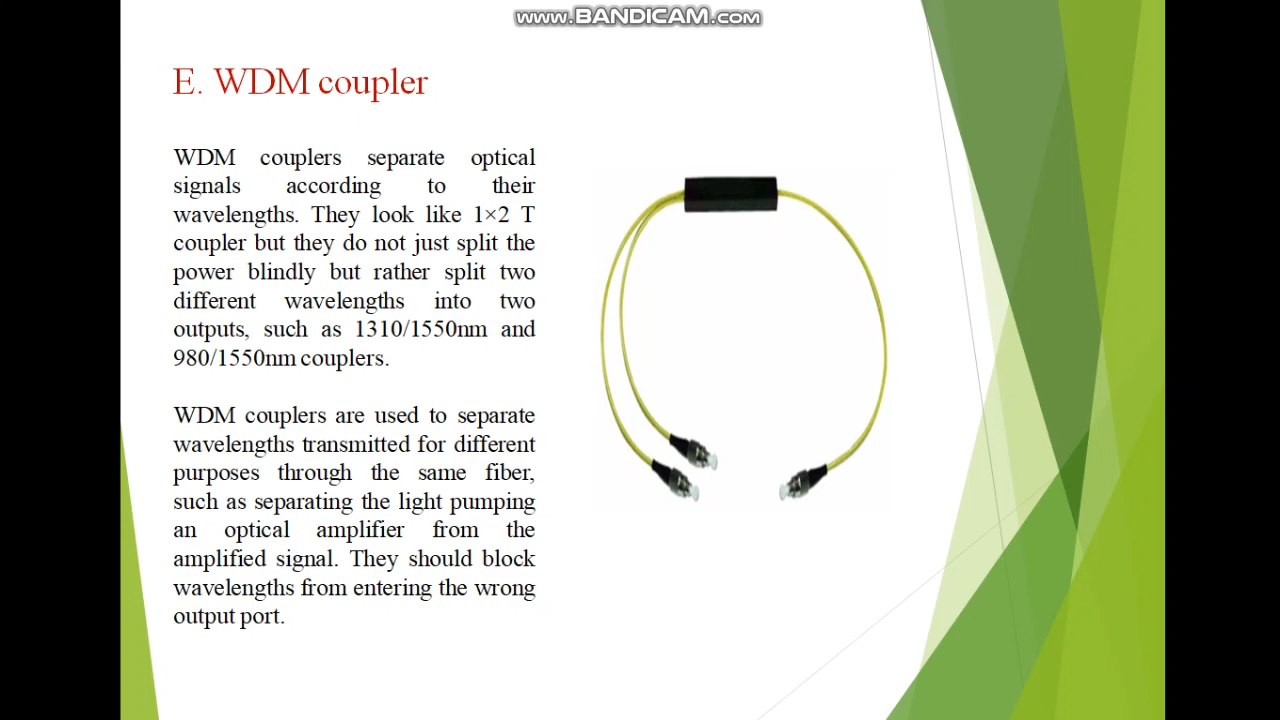 www.BANDICAM.com
E. WDM coupler
WDM couplers separate optical
signals according to their
wavelengths. They look like 1×2 T
coupler but they do not just split the
power blindly but rather split two
different wavelengths into two
outputs, such as 1310/1550nm and
980/1550nm couplers.
WDM couplers are used to separate
wavelengths transmitted for different
purposes through the same fiber,
such as separating the light pumping
an optical amplifier from the
amplified signal. They should block
wavelengths from entering the wrong
output port.